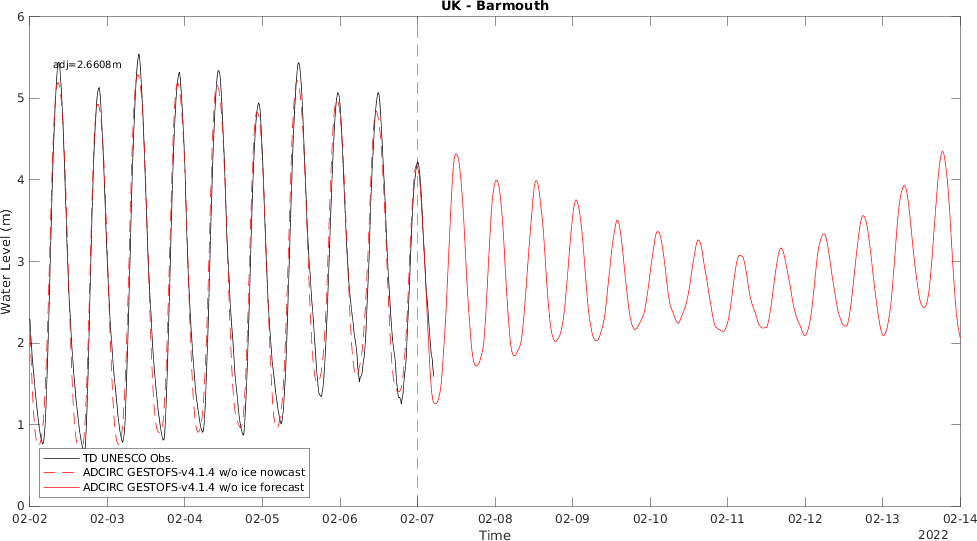 UK - Barmouth
6
adj=2.6608m
5
4
3
2
1
0
Water Level (m)
TD UNESCO Obs.
ADCIRC GESTOFS-v4.1.4 w/o ice nowcast
ADCIRC GESTOFS-v4.1.4 w/o ice forecast
02-02 02-03 02-04 02-05 02-06 02-07 02-08 02-09 02-10 02-11 02-12 02-13 02-14
Time
2022